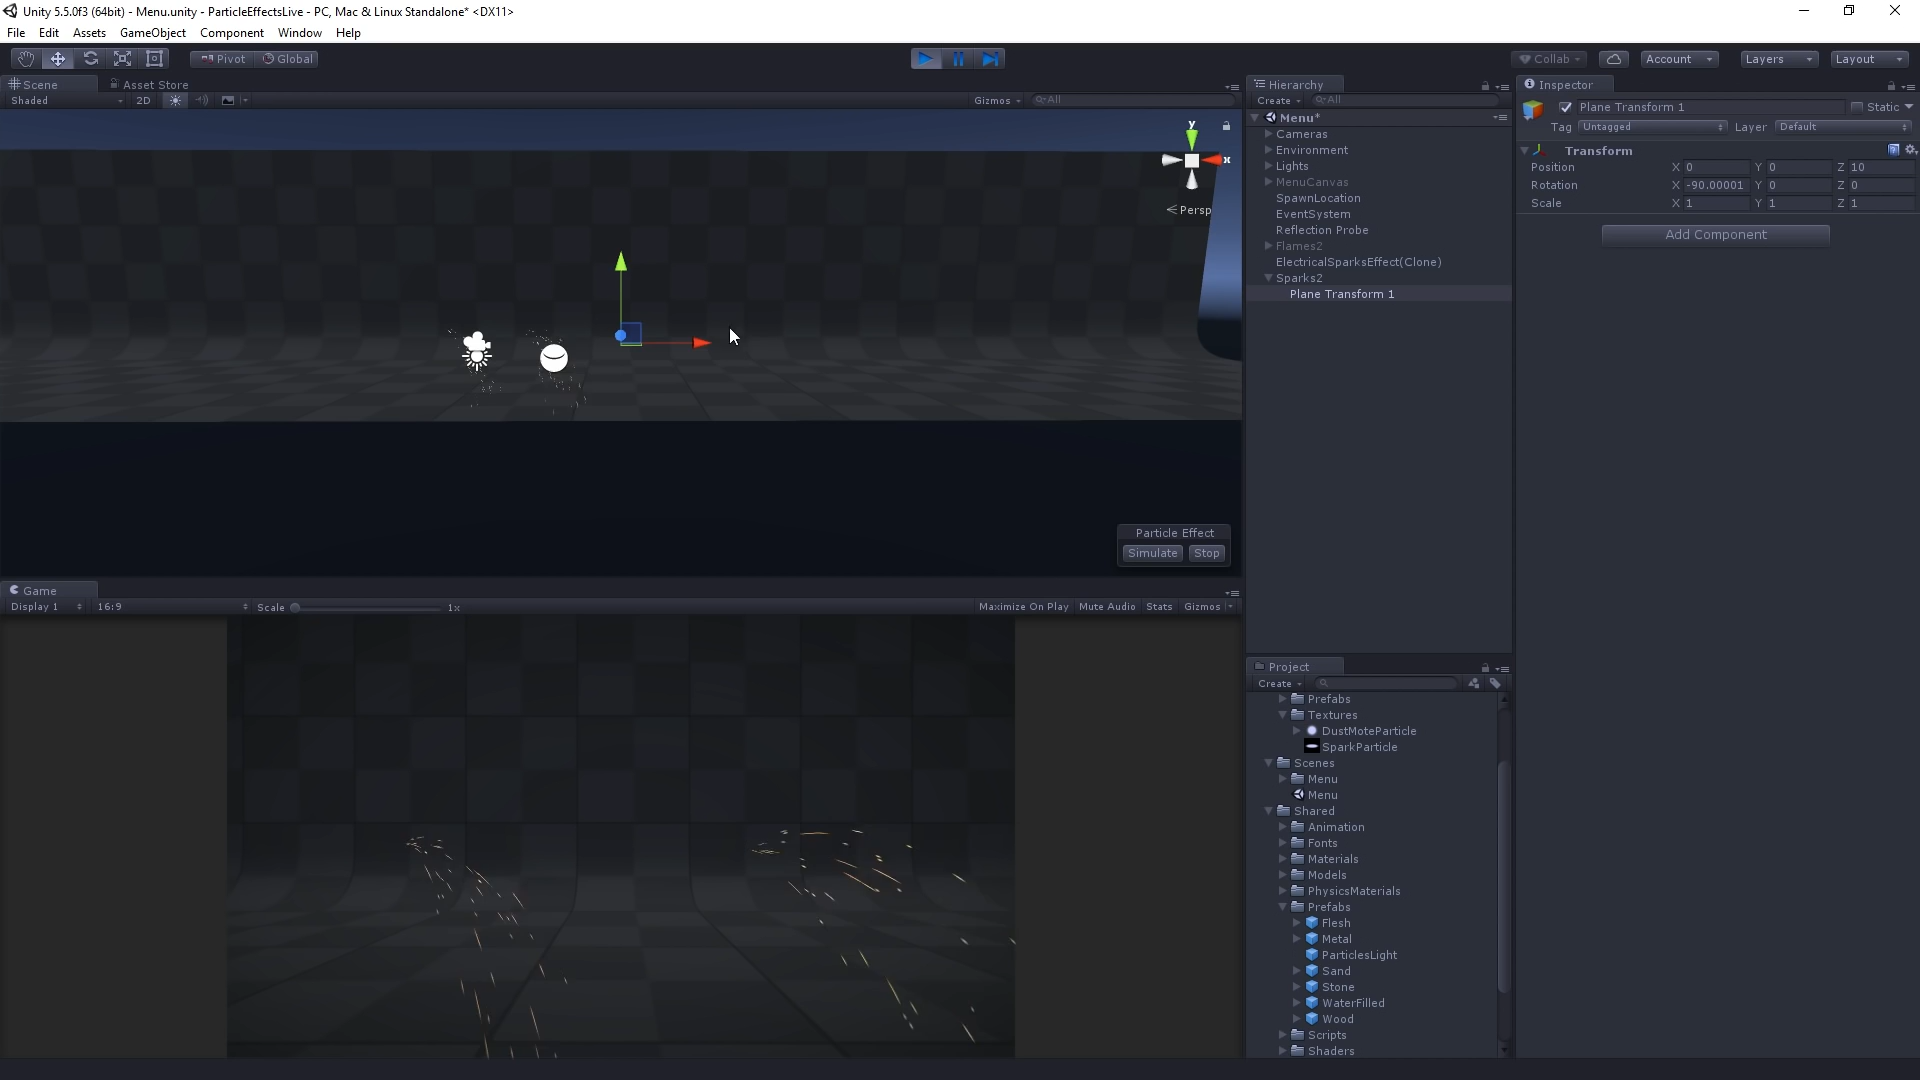 Unity 5.5.0f3 (64bit) - Menu.unity - ParticleEffectsLive - PC, Mac & Linux Standalone* <DX11>
File Edit Assets GameObject Component Window Help
Pivot Global
Collab Account Layers Layout
Scene Asset Store
Shaded 2D Gizmos All
y
x
Persp
Particle Effect
Simulate Stop
Game
Display 1 16:9 Scale 1x Maximize On Play Mute Audio Stats Gizmos
Hierarchy
Create All
Menu*
Cameras
Environment
Lights
MenuCanvas
SpawnLocation
EventSystem
Reflection Probe
Flames2
ElectricalSparksEffect(Clone)
Sparks2
Plane Transform 1
Project
Create
Prefabs
Textures
DustMoteParticle
SparkParticle
Scenes
Menu
Menu
Shared
Animation
Fonts
Materials
Models
PhysicsMaterials
Prefabs
Flesh
Metal
ParticlesLight
Sand
Stone
WaterFilled
Wood
Scripts
Shaders
Inspector
Plane Transform 1 Static
Tag Untagged Layer Default
Transform
Position X 0 Y 0 Z 10
Rotation X -90.00001 Y 0 Z 0
Scale X 1 Y 1 Z 1
Add Component